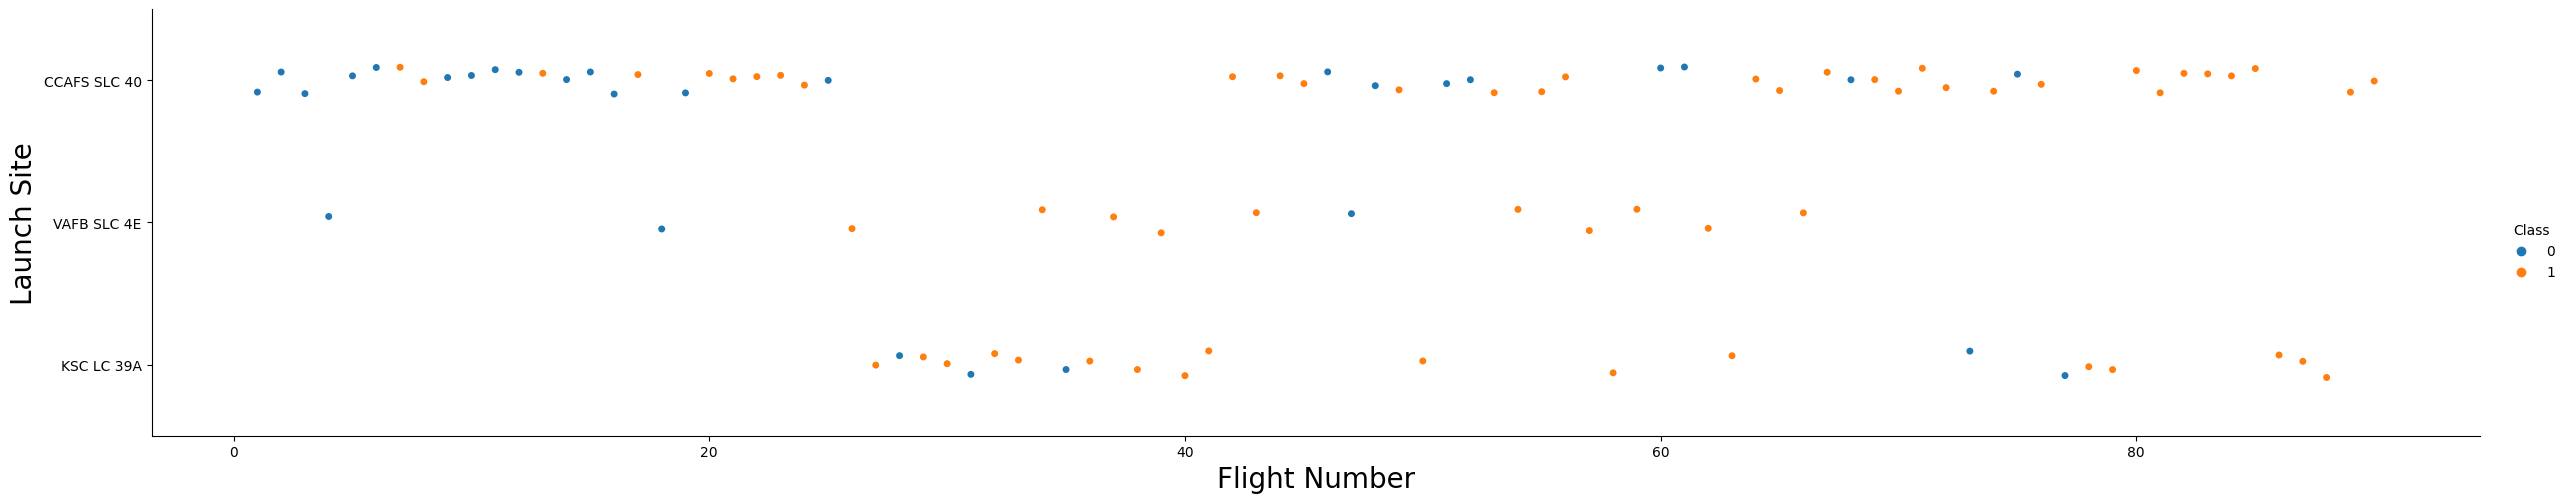 CCAFS SLC 40
VAFB SLC 4E
KSC LC 39A
Launch Site
0 20 40 60 80
Flight Number
Class
0
1